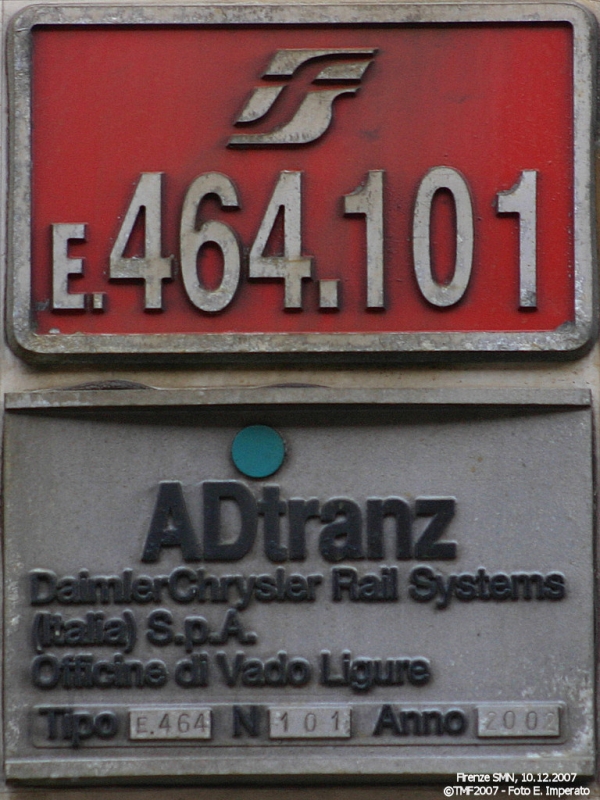 E.464.101
ADtranz
DaimlerChrysler Rail Systems
(Italia) S.p.A.
Officine di Vado Ligure
Tipo E.464 N 101 Anno 2002
Firenze SMN, 10.12.2007
©TMF2007 - Foto E. Imperato